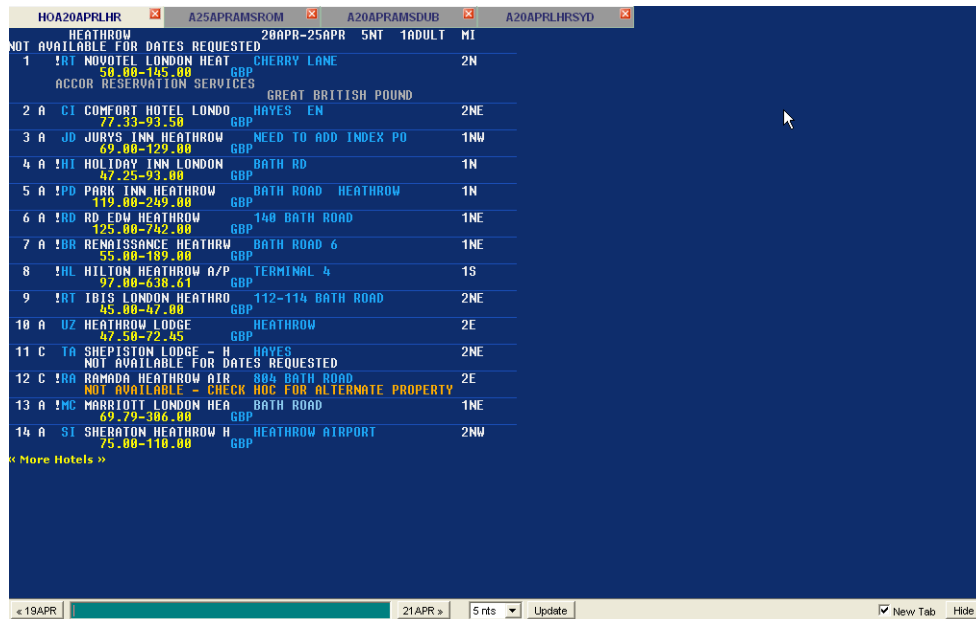 HOA20APRLHR A25APRAMSROM A20APRAMSDUB A20APRLHRSYD
HEATHROW 20APR-25APR 5NT 1ADULT MI
NOT AVAILABLE FOR DATES REQUESTED
1 !RT NOVOTEL LONDON HEAT CHERRY LANE 2N
50.00-145.00 GBP
ACCOR RESERVATION SERVICES
GREAT BRITISH POUND
2 A CI COMFORT HOTEL LONDO HAYES EN 2NE
77.33-93.50 GBP
3 A JD JURYS INN HEATHROW NEED TO ADD INDEX PO 1NW
69.00-129.00 GBP
4 A !HI HOLIDAY INN LONDON BATH RD 1N
47.25-93.00 GBP
5 A !PD PARK INN HEATHROW BATH ROAD HEATHROW 1N
119.00-249.00 GBP
6 A !RD RD EDW HEATHROW 140 BATH ROAD 1NE
125.00-742.00 GBP
7 A !BR RENAISSANCE HEATHRW BATH ROAD 6 1NE
55.00-189.00 GBP
8 !HL HILTON HEATHROW A/P TERMINAL 4 1S
97.00-638.61 GBP
9 !RT IBIS LONDON HEATHRO 112-114 BATH ROAD 2NE
45.00-47.00 GBP
10 A UZ HEATHROW LODGE HEATHROW 2E
47.50-72.45 GBP
11 C TA SHEPISTON LODGE - H HAYES 2NE
NOT AVAILABLE FOR DATES REQUESTED
12 C !RA RAMADA HEATHROW AIR 804 BATH ROAD 2E
NOT AVAILABLE - CHECK HOC FOR ALTERNATE PROPERTY
13 A !MC MARRIOTT LONDON HEA BATH ROAD 1NE
69.79-306.00 GBP
14 A SI SHERATON HEATHROW H HEATHROW AIRPORT 2NW
75.00-110.00 GBP
« More Hotels »
« 19APR 21APR » 5 nts Update New Tab Hide